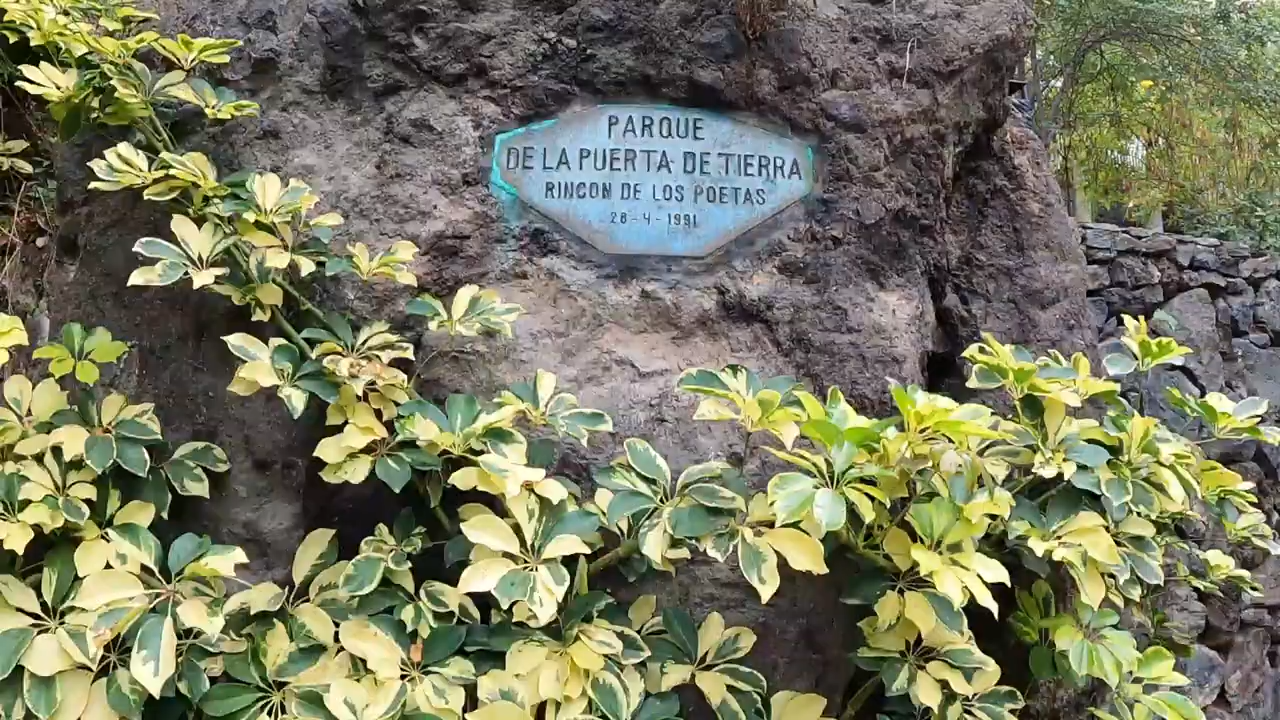 PARQUE
DE LA PUERTA DE TIERRA
RINCON DE LOS POETAS
28-4-1991